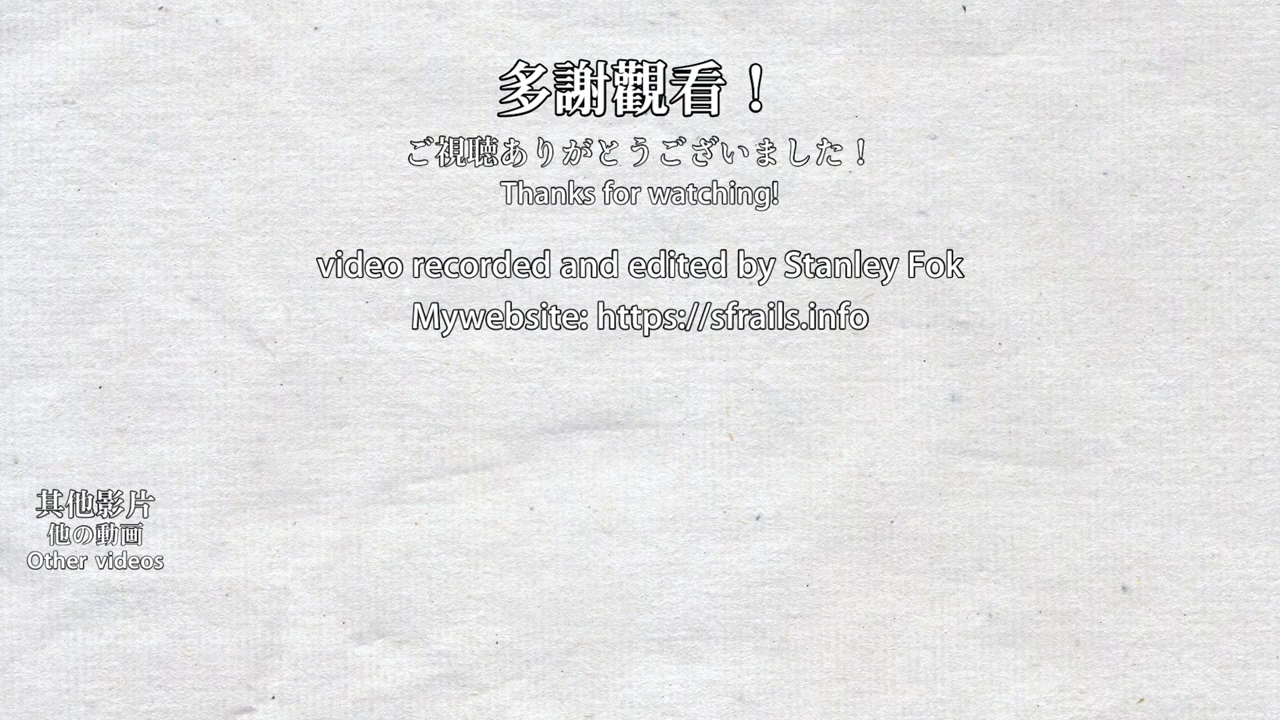 多謝觀看！
ご視聴ありがとうございました！
Thanks for watching!
video recorded and edited by Stanley Fok
Mywebsite: https://sfrails.info
其他影片
他の動画
Other videos